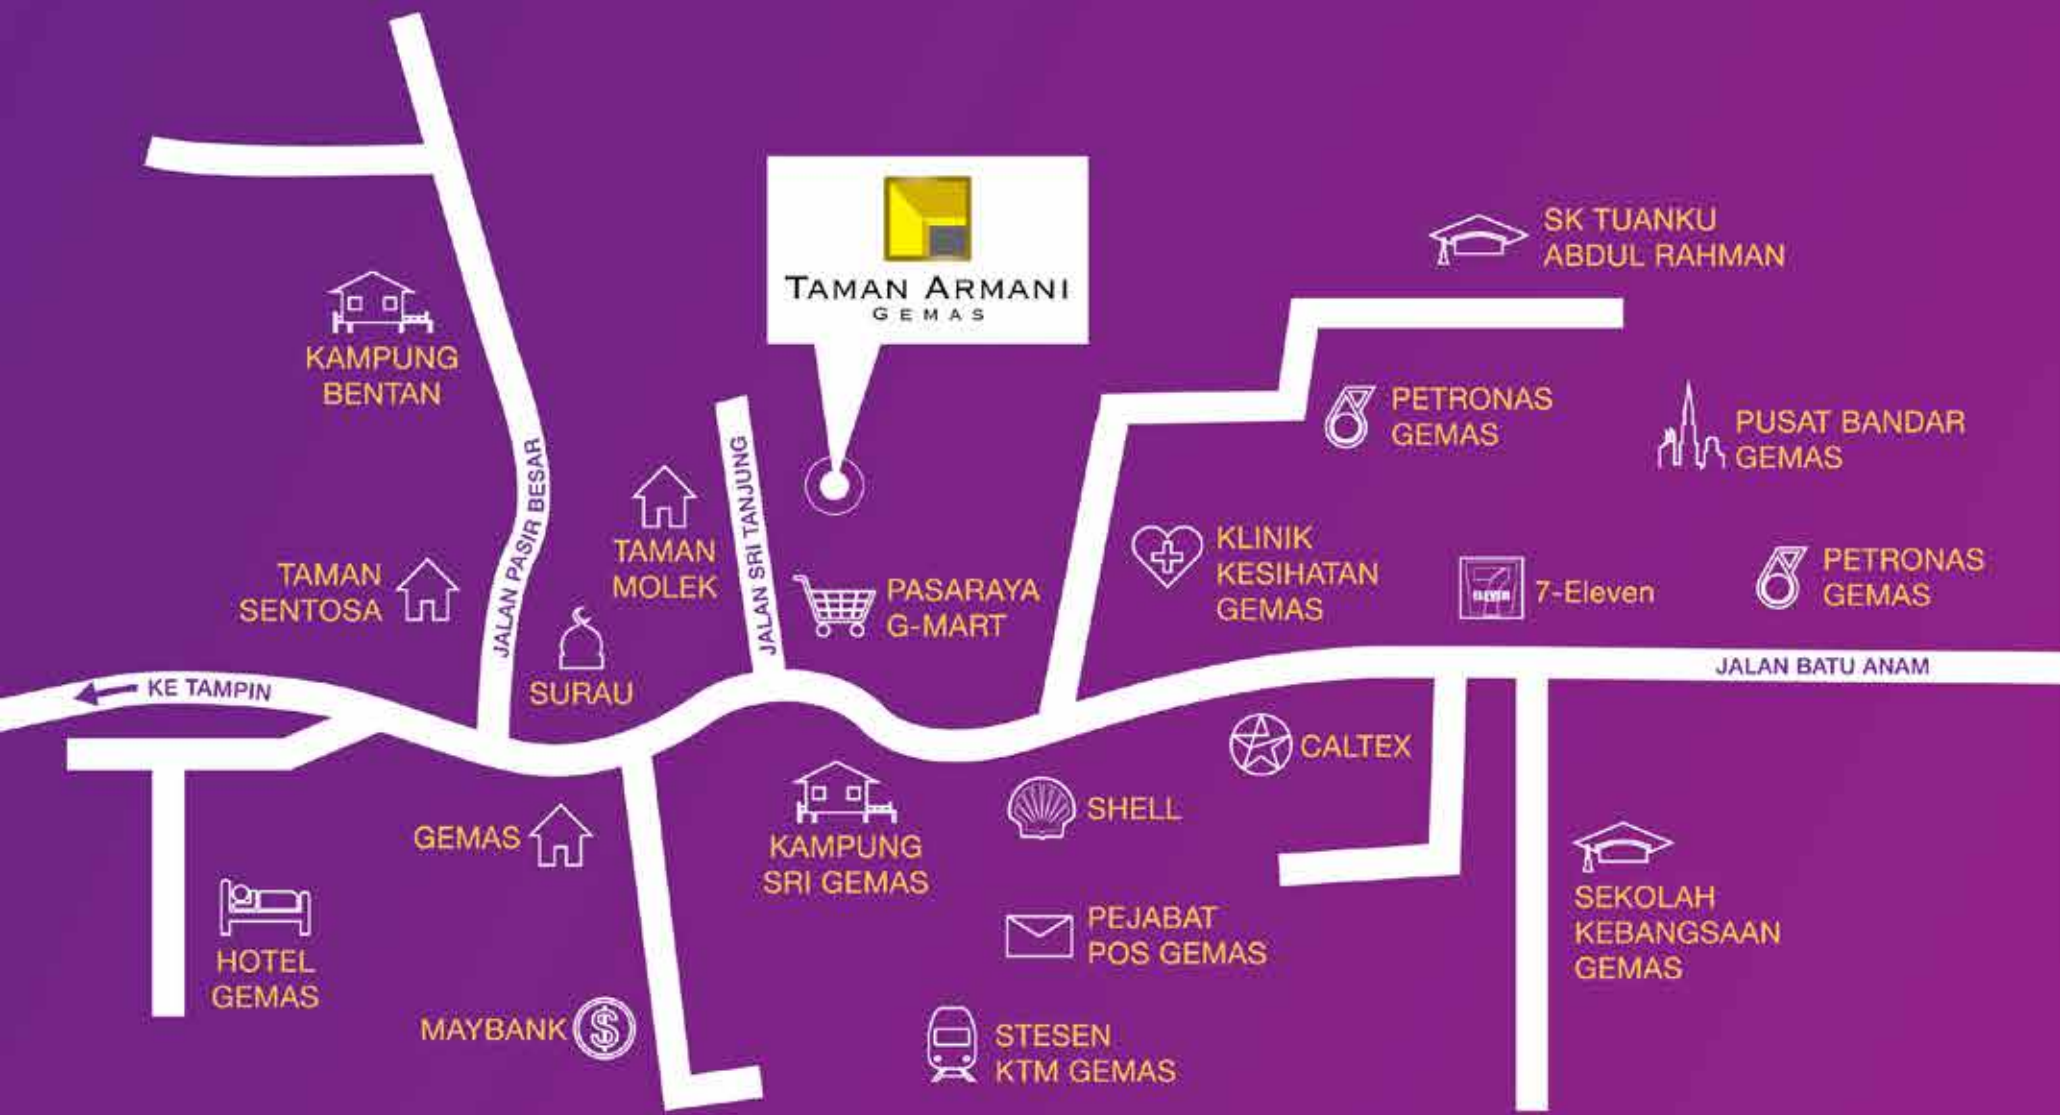 TAMAN ARMANI
GEMAS
SK TUANKU
ABDUL RAHMAN
KAMPUNG
BENTAN
PETRONAS
GEMAS
PUSAT BANDAR
GEMAS
JALAN PASIR BESAR
JALAN SRI TANJUNG
TAMAN
MOLEK
TAMAN
SENTOSA
PASARAYA
G-MART
KLINIK
KESIHATAN
GEMAS
ELEVEN
7-Eleven
PETRONAS
GEMAS
SURAU
KE TAMPIN
JALAN BATU ANAM
CALTEX
SHELL
GEMAS
KAMPUNG
SRI GEMAS
PEJABAT
POS GEMAS
SEKOLAH
KEBANGSAAN
GEMAS
HOTEL
GEMAS
MAYBANK
$
STESEN
KTM GEMAS